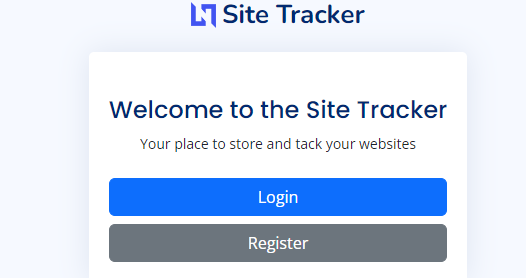 Site Tracker
Welcome to the Site Tracker
Your place to store and tack your websites
Login
Register